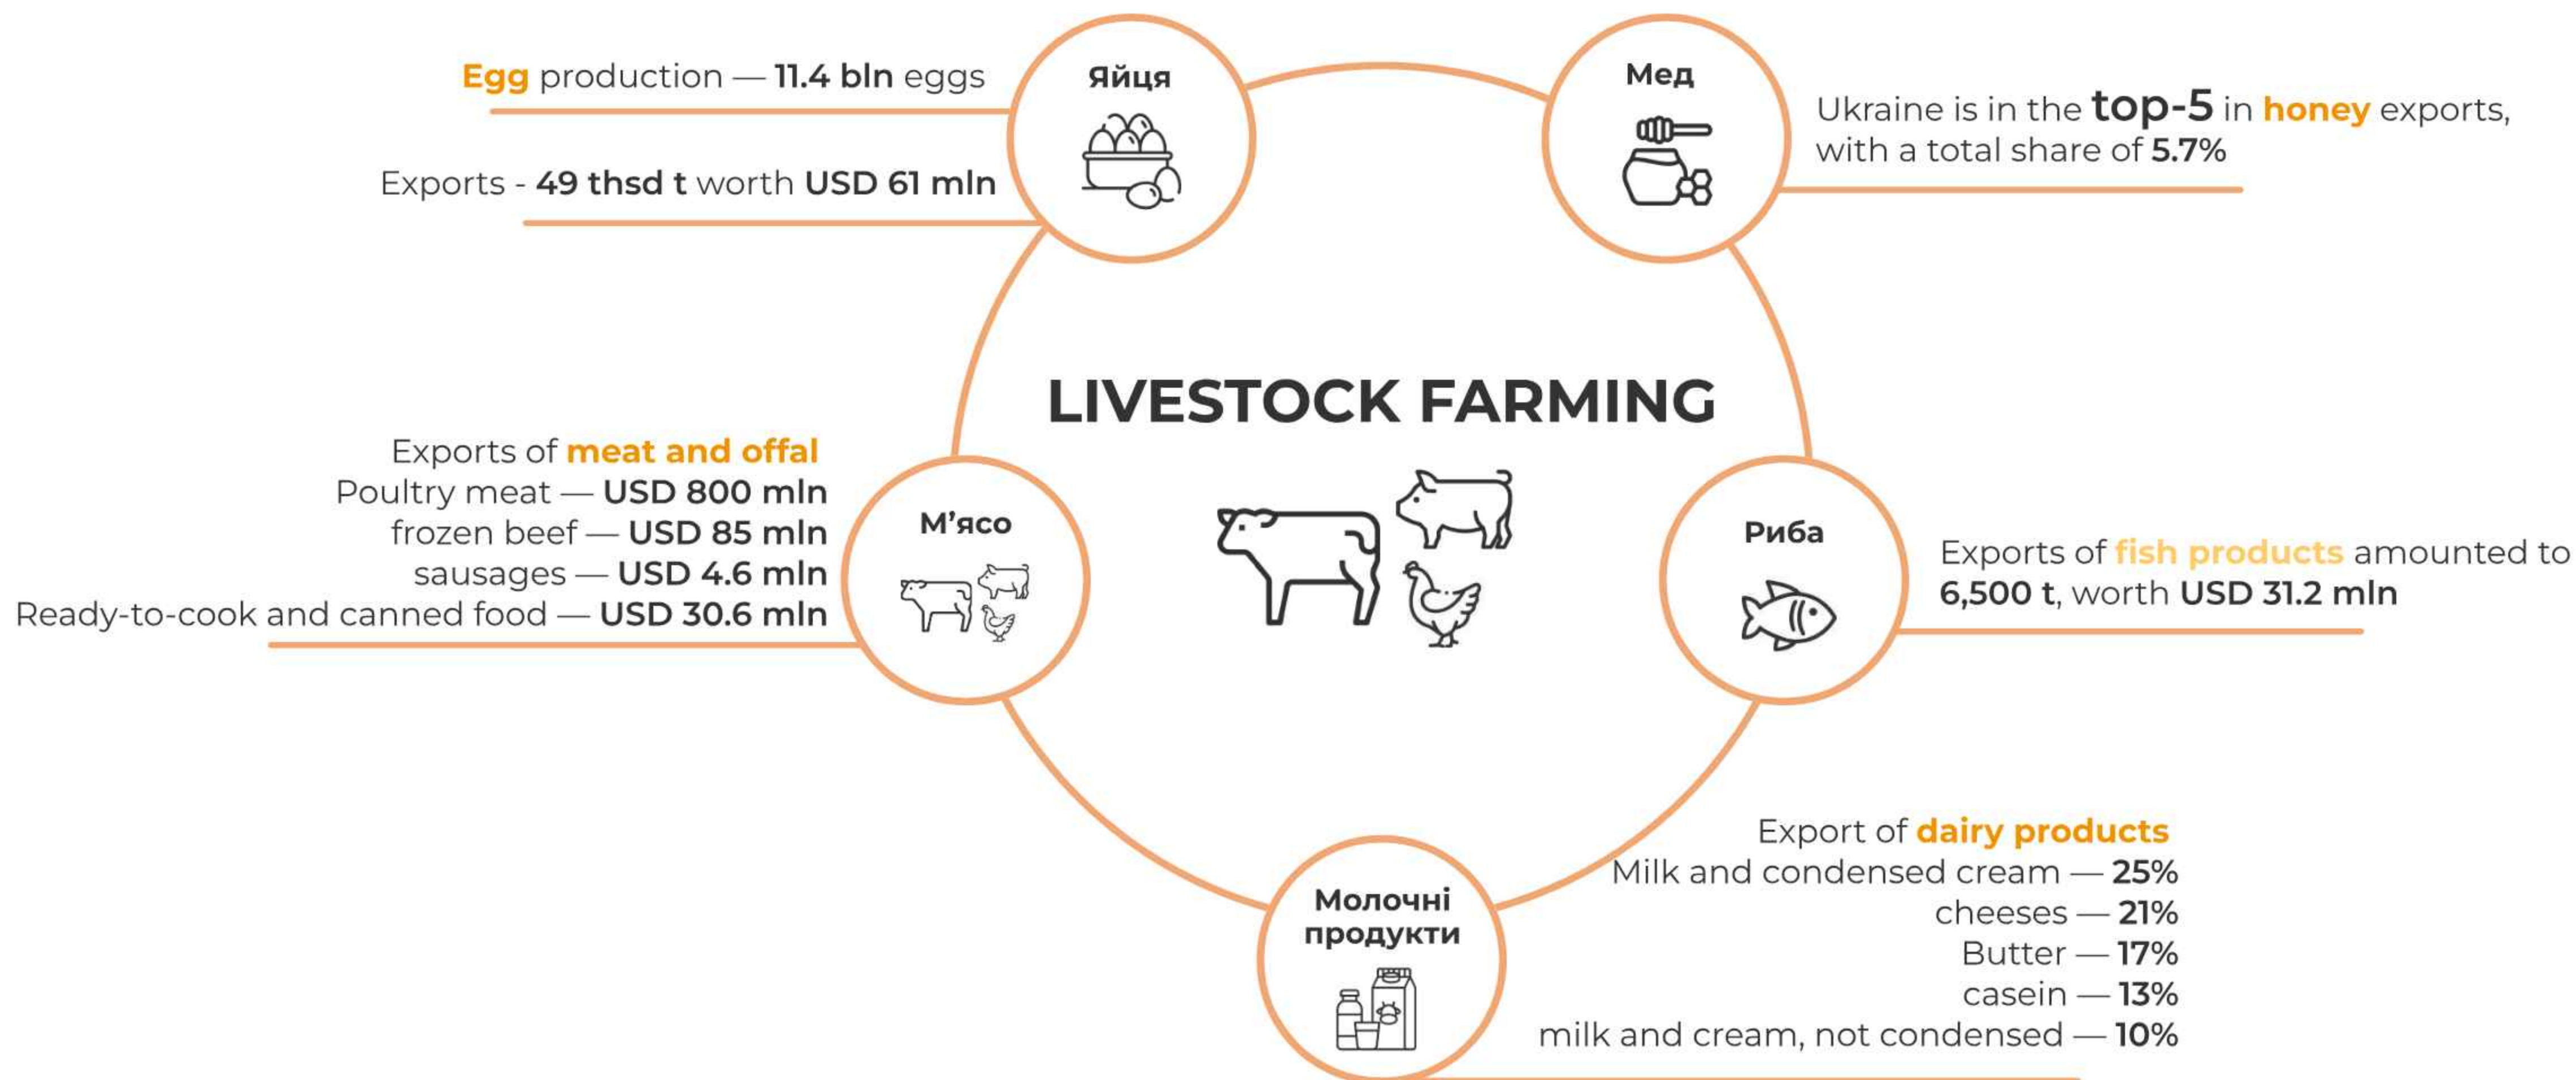 Egg production — 11.4 bln eggs
Exports - 49 thsd t worth USD 61 mln
Яйця
Мед
Ukraine is in the top-5 in honey exports,
with a total share of 5.7%
LIVESTOCK FARMING
Exports of meat and offal
Poultry meat — USD 800 mln
frozen beef — USD 85 mln
sausages — USD 4.6 mln
Ready-to-cook and canned food — USD 30.6 mln
М’ясо
Риба
Exports of fish products amounted to
6,500 t, worth USD 31.2 mln
Молочні
продукти
Export of dairy products
Milk and condensed cream — 25%
cheeses — 21%
Butter — 17%
casein — 13%
milk and cream, not condensed — 10%